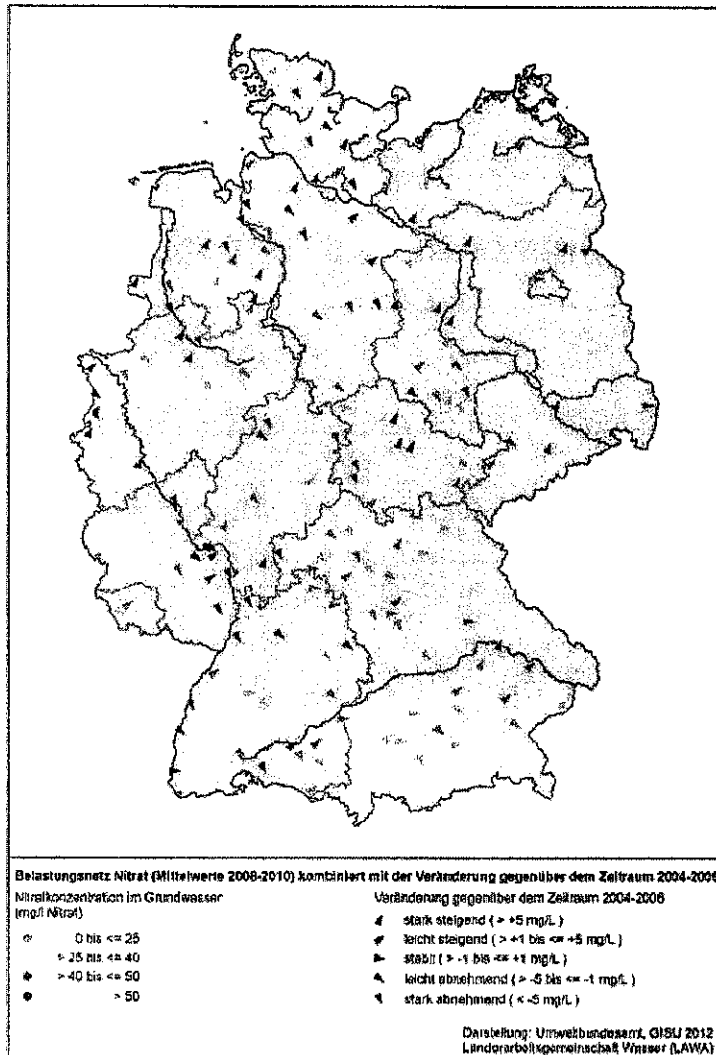 Belastungsnetz Nitrat (Mittelwerte 2008-2010) kombiniert mit der Veränderung gegenüber dem Zeitraum 2004-2006
Nitratkonzentration im Grundwasser
(mg/l Nitrat)
0 bis <= 25
> 25 bis <= 40
> 40 bis <= 50
> 50
Veränderung gegenüber dem Zeitraum 2004-2006
stark steigend ( > +5 mg/L )
leicht steigend ( > +1 bis <= +5 mg/L )
stabil ( > -1 bis <= +1 mg/L )
leicht abnehmend ( > -5 bis <= -1 mg/L )
stark abnehmend ( < -5 mg/L )
Darstellung: Umweltbundesamt, GISU 2012
Länderarbeitsgemeinschaft Wasser (LAWA)